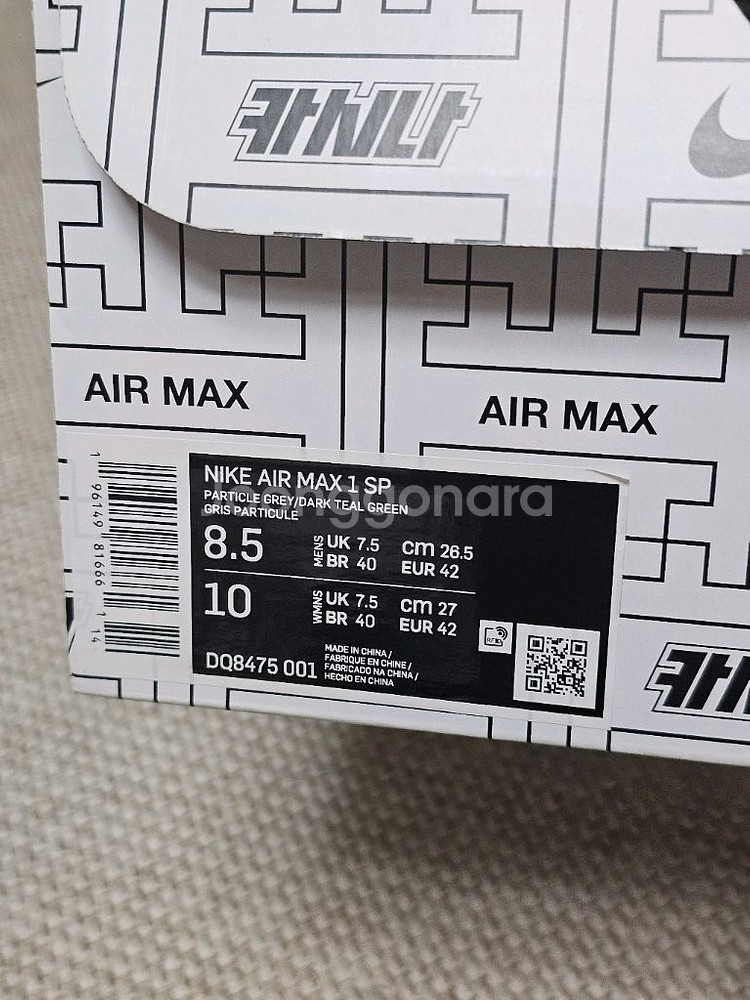 카시나
AIR MAX
AIR MAX
NIKE AIR MAX 1 SP
PARTICLE GREY/DARK TEAL GREEN
GRIS PARTICULE
8.5 MENS UK 7.5 cm 26.5
BR 40 EUR 42
10 WMNS UK 7.5 cm 27
BR 40 EUR 42
DQ8475 001
MADE IN CHINA /
FABRIQUE EN CHINE /
FABRICADO NA CHINA /
HECHO EN CHINA
RFID
1 96149 81666 1 14